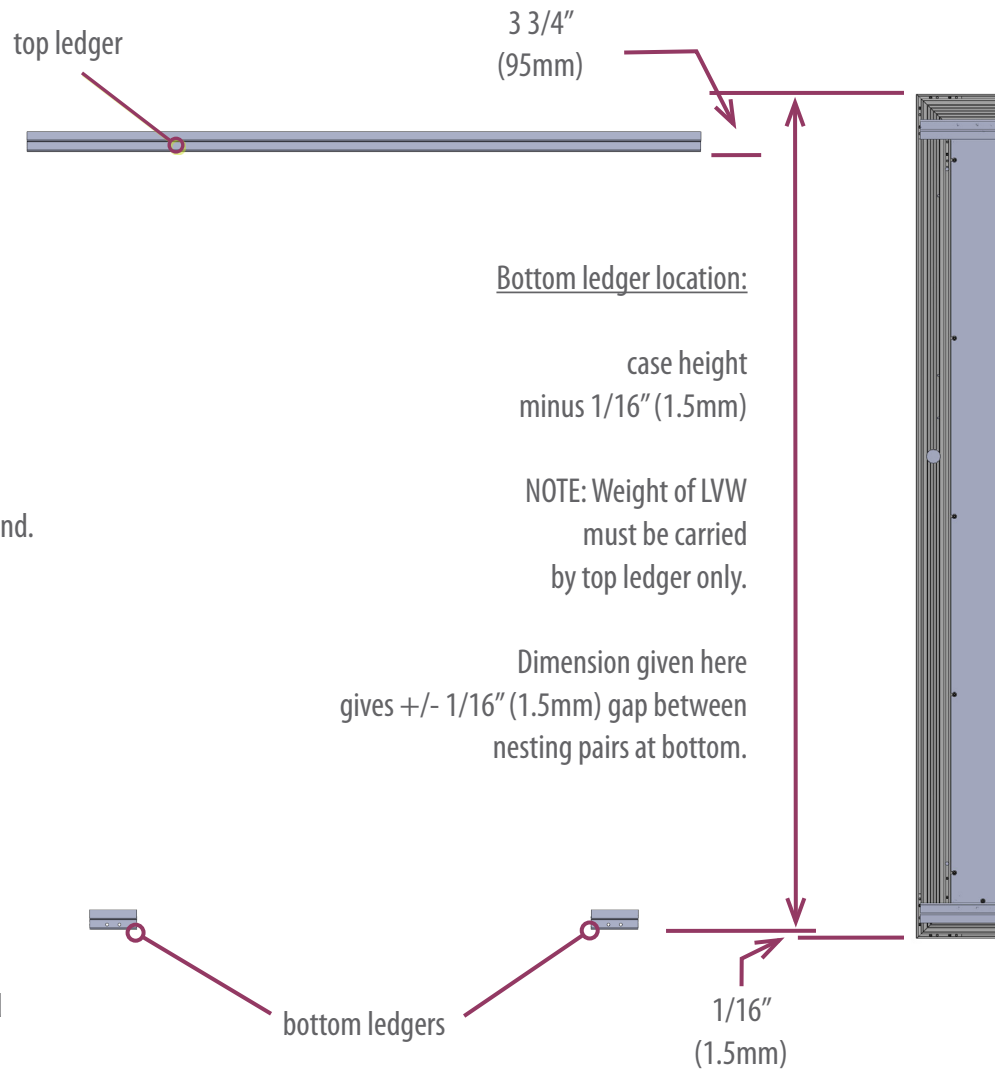 top ledger
3 3/4”
(95mm)
Bottom ledger location:
case height
minus 1/16” (1.5mm)
NOTE: Weight of LVW
must be carried
by top ledger only.
nd.
Dimension given here
gives +/- 1/16” (1.5mm) gap between
nesting pairs at bottom.
bottom ledgers
1/16”
(1.5mm)